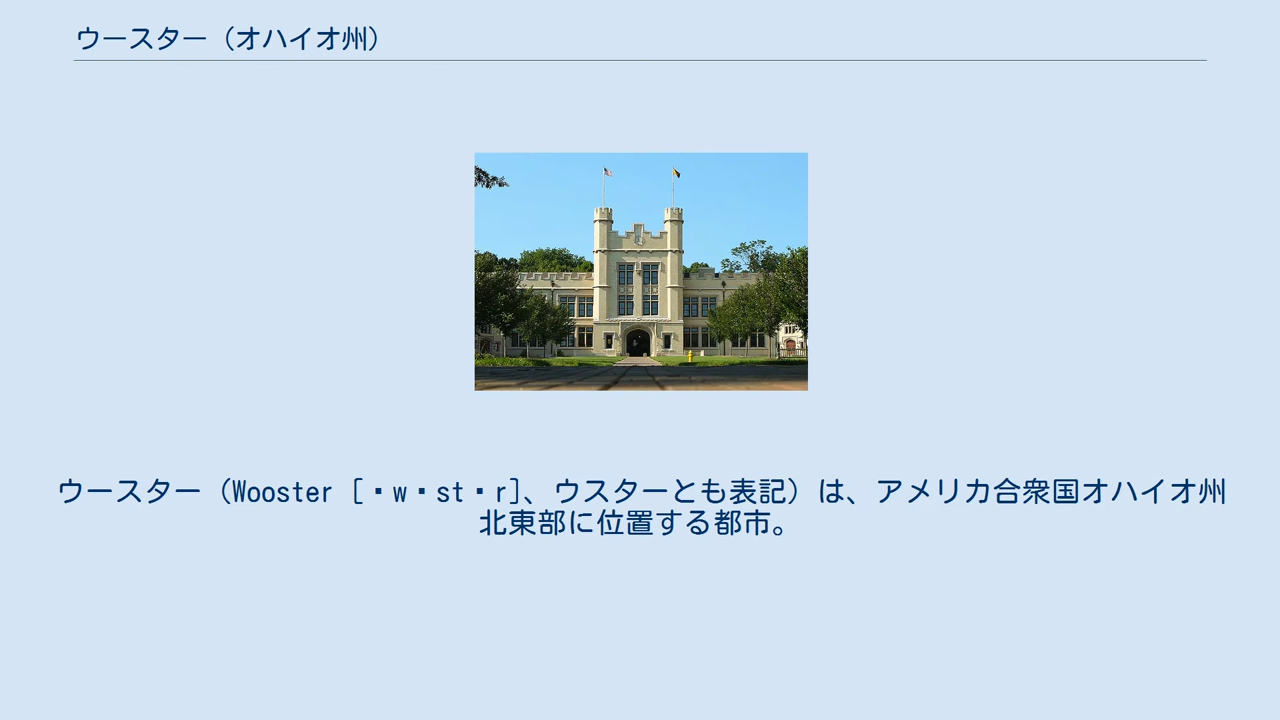 ウースター（オハイオ州）
ウースター（Wooster [・w・st・r]、ウスターとも表記）は、アメリカ合衆国オハイオ州
北東部に位置する都市。